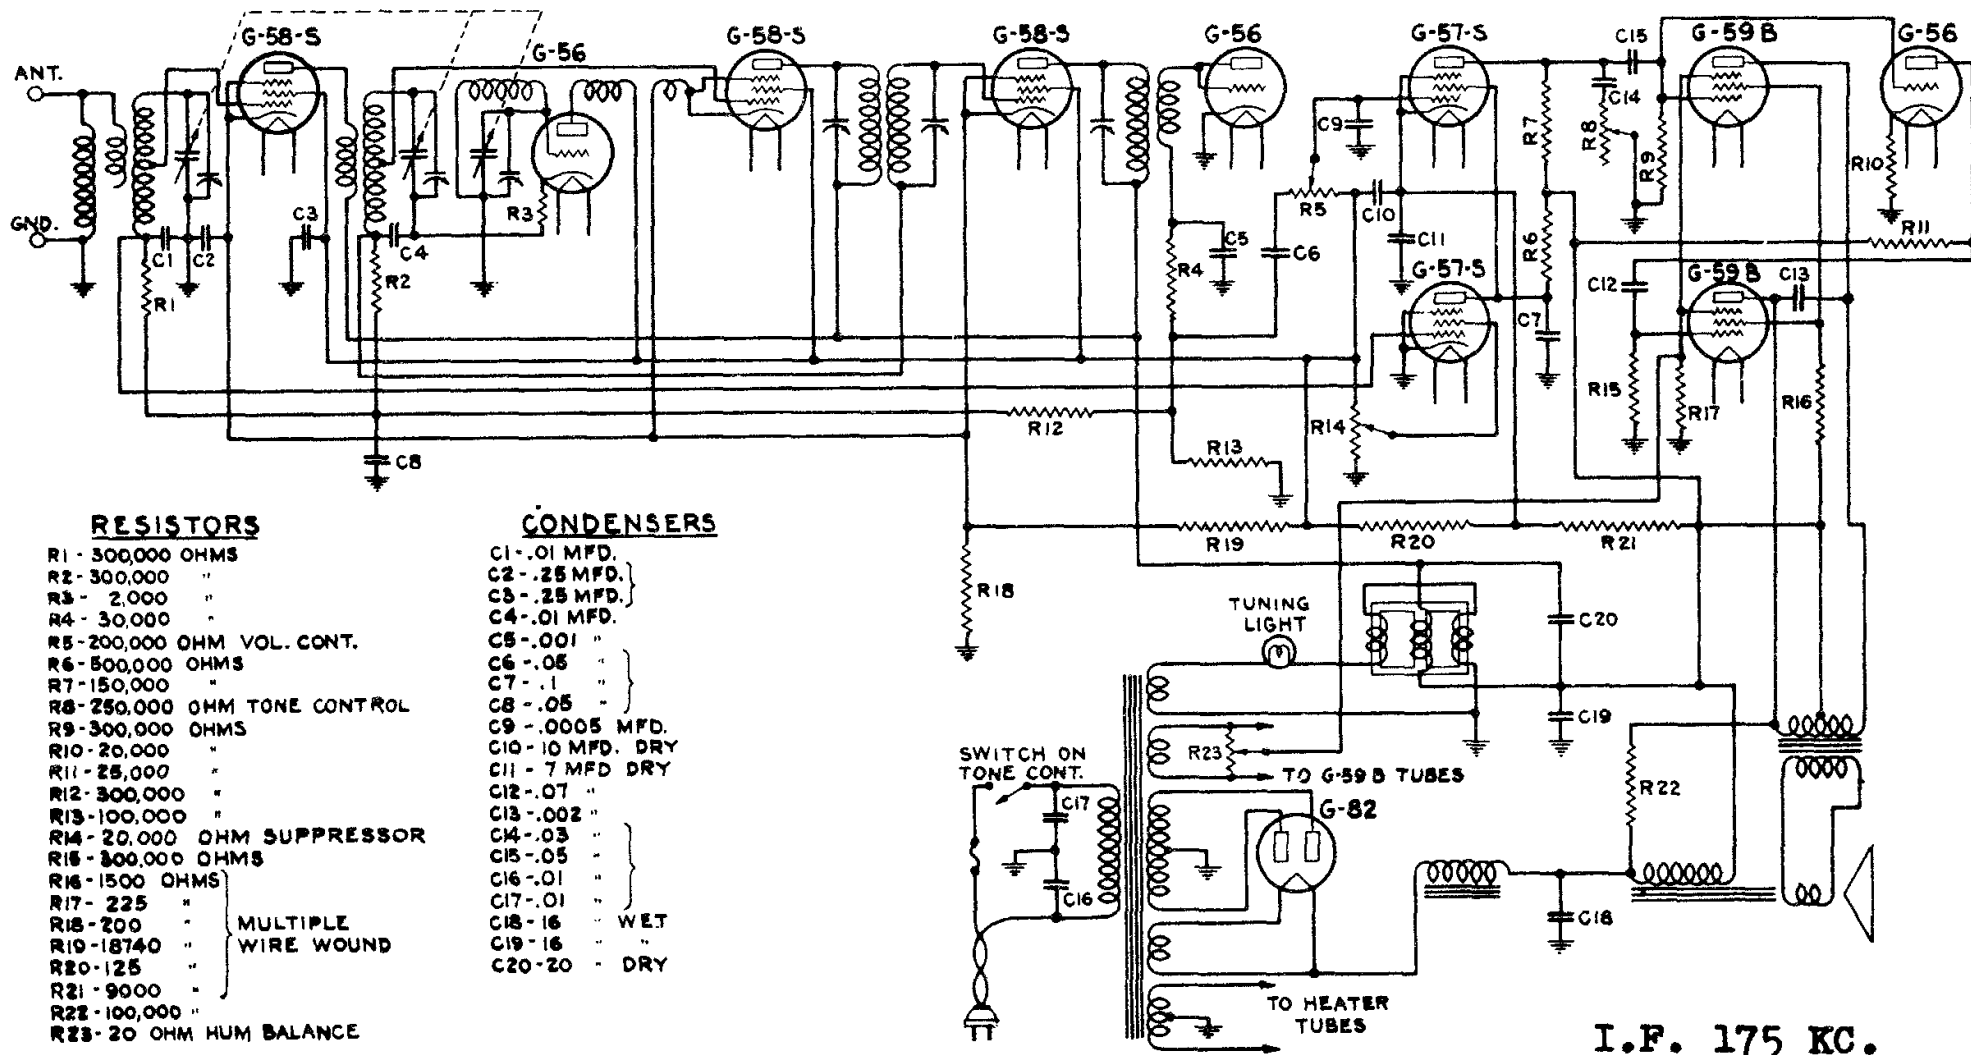 G-58-S
G-56
G-58-S
G-58-S
G-56
G-57-S
C15
G-59 B
G-56
ANT.
GND.
C1
C2
C3
C4
R1
R2
R3
R4
C5
C6
R5
C9
C10
C11
G-57-S
R7
R6
C7
C14
R8
R9
R10
R11
C12
G-59 B
C13
R15
R17
R16
C8
R12
R13
R14
R19
R20
R21
R18
RESISTORS
R1 - 300,000 OHMS
R2 - 300,000 "
R3 - 2,000 "
R4 - 30,000 "
R5 - 200,000 OHM VOL. CONT.
R6 - 500,000 OHMS
R7 - 150,000 "
R8 - 250,000 OHM TONE CONTROL
R9 - 300,000 OHMS
R10 - 20,000 "
R11 - 25,000 "
R12 - 300,000 "
R13 - 100,000 "
R14 - 20,000 OHM SUPPRESSOR
R15 - 300,000 OHMS
R16 - 1500 OHMS
R17 - 225 "
R18 - 200 "
R19 - 18740 "
R20 - 125 "
R21 - 9000 "
MULTIPLE
WIRE WOUND
R22 - 100,000 "
R23 - 20 OHM HUM BALANCE
CONDENSERS
C1 - .01 MFD.
C2 - .25 MFD.
C3 - .25 MFD.
C4 - .01 MFD.
C5 - .001 "
C6 - .05 "
C7 - .1 "
C8 - .05 "
C9 - .0005 MFD.
C10 - 10 MFD. DRY
C11 - 7 MFD DRY
C12 - .07 "
C13 - .002 "
C14 - .03 "
C15 - .05 "
C16 - .01 "
C17 - .01 "
C18 - 16 " WET
C19 - 16 " "
C20 - 20 " DRY
TUNING
LIGHT
C20
C19
SWITCH ON
TONE CONT.
C17
C16
R23
TO G-59 B TUBES
G-82
R22
C18
TO HEATER
TUBES
I.F. 175 KC.